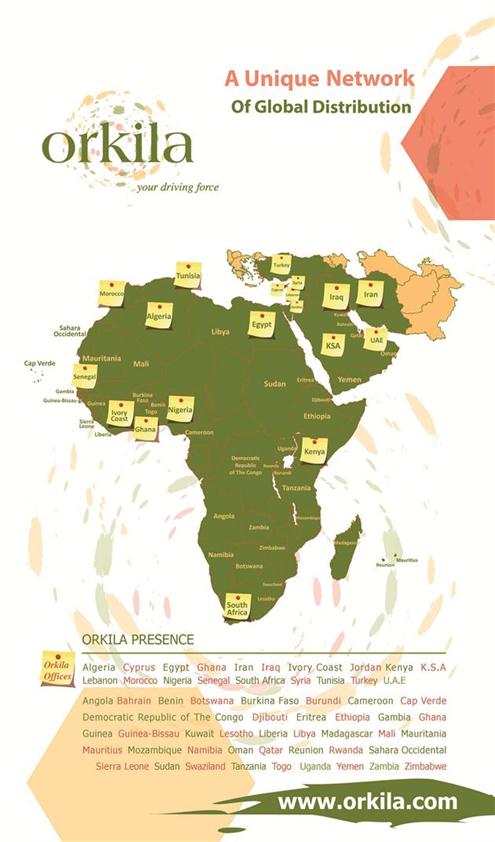 A Unique Network
Of Global Distribution
orkila
your driving force
Turkey
Tunisia
Syria
Cyprus
Morocco
Iraq
Iran
Algeria
Egypt
Libya
Kuwait
Bahrain
Qatar
KSA
UAE
Oman
Sahara
Occidental
Cap Verde
Mauritania
Mali
Senegal
Sudan
Eritrea
Yemen
Gambia
Guinea-Bissau
Guinea
Burkina
Faso
Benin
Togo
Nigeria
Djibouti
Sierra
Leone
Ivory
Coast
Ghana
Ethiopia
Liberia
Cameroon
Uganda
Kenya
Democratic
Republic
of The Congo
Rwanda
Burundi
Tanzania
Angola
Zambia
Mozambique
Madagascar
Namibia
Zimbabwe
Botswana
Mauritius
Reunion
Swaziland
South
Africa
Lesotho
ORKILA PRESENCE
Orkila
Offices
Algeria Cyprus Egypt Ghana Iran Iraq Ivory Coast Jordan Kenya K.S.A
Lebanon Morocco Nigeria Senegal South Africa Syria Tunisia Turkey U.A.E
Angola Bahrain Benin Botswana Burkina Faso Burundi Cameroon Cap Verde
Democratic Republic of The Congo Djibouti Eritrea Ethiopia Gambia Ghana
Guinea Guinea-Bissau Kuwait Lesotho Liberia Libya Madagascar Mali Mauritania
Mauritius Mozambique Namibia Oman Qatar Reunion Rwanda Sahara Occidental
Sierra Leone Sudan Swaziland Tanzania Togo Uganda Yemen Zambia Zimbabwe
www.orkila.com